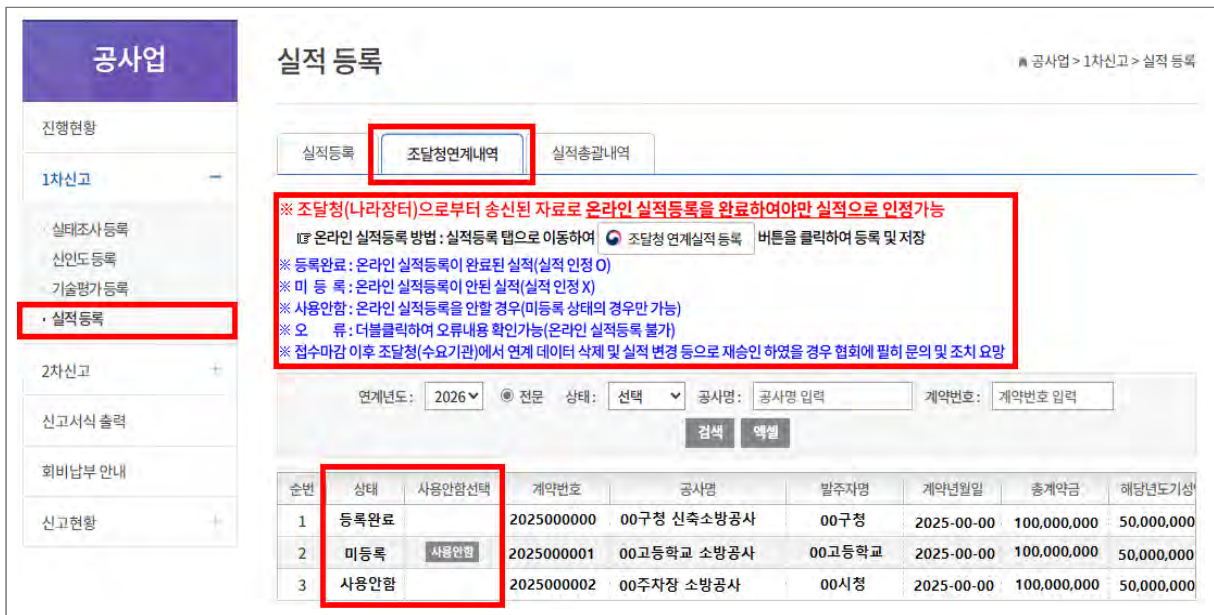 공사업
실적 등록
공사업 > 1차신고 > 실적 등록
진행현황
1차신고
실태조사 등록
신인도 등록
기술평가 등록
실적 등록
2차신고
신고서식 출력
회비납부 안내
신고현황
실적등록 조달청연계내역 실적총괄내역
※ 조달청(나라장터)으로부터 송신된 자료로 온라인 실적등록을 완료하여야만 실적으로 인정가능
☞ 온라인 실적등록 방법 : 실적등록 탭으로 이동하여 조달청 연계실적 등록 버튼을 클릭하여 등록 및 저장
※ 등록완료 : 온라인 실적등록이 완료된 실적(실적 인정 O)
※ 미 등 록 : 온라인 실적등록이 안된 실적(실적 인정 X)
※ 사용안함 : 온라인 실적등록을 안할 경우(미등록 상태의 경우만 가능)
※ 오 류 : 더블클릭하여 오류내용 확인가능(온라인 실적등록 불가)
※ 접수마감 이후 조달청(수요기관)에서 연계 데이터 삭제 및 실적 변경 등으로 재승인 하였을 경우 협회에 필히 문의 및 조치 요망
연계년도 : 2026 전문 상태 : 선택 공사명 : 공사명 입력 계약번호 : 계약번호 입력
검색 엑셀
순번 상태 사용안함선택 계약번호 공사명 발주자명 계약년월일 총계약금 해당년도기성
1 등록완료 2025000000 00구청 신축소방공사 00구청 2025-00-00 100,000,000 50,000,000
2 미등록 사용안함 2025000001 00고등학교 소방공사 00고등학교 2025-00-00 100,000,000 50,000,000
3 사용안함 2025000002 00주차장 소방공사 00시청 2025-00-00 100,000,000 50,000,000